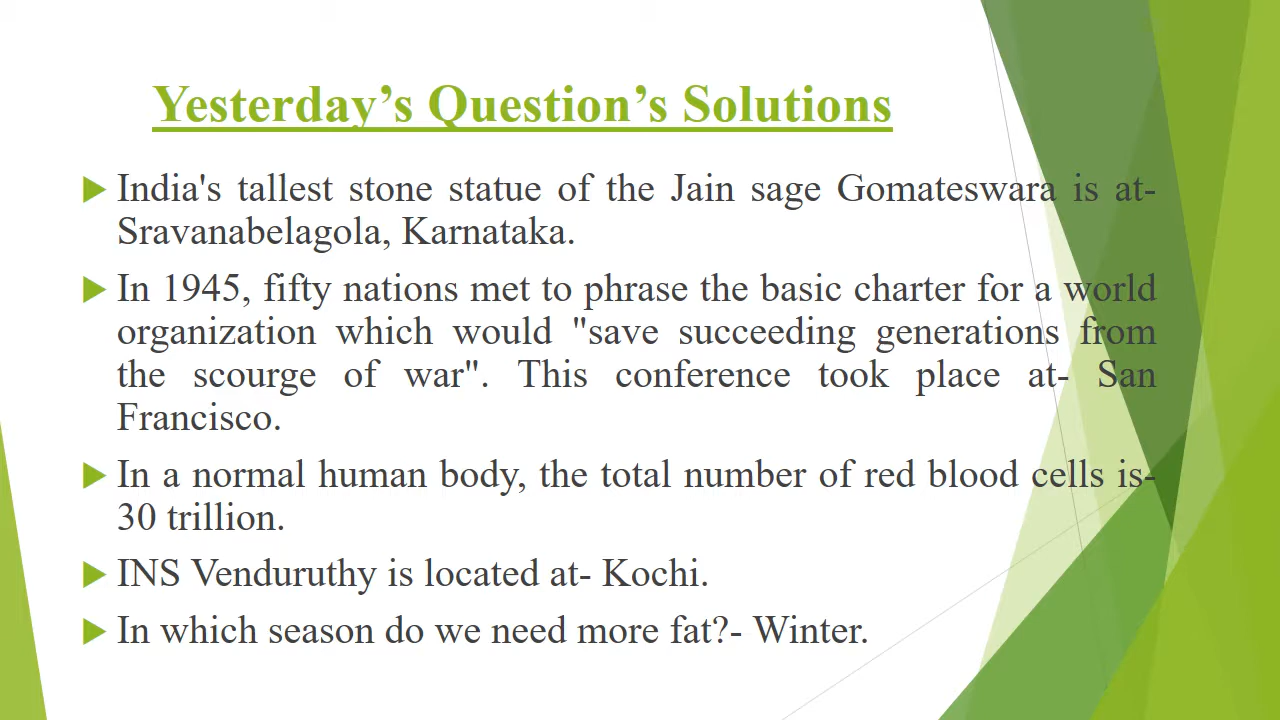 Yesterday’s Question’s Solutions
India's tallest stone statue of the Jain sage Gomateswara is at-
Sravanabelagola, Karnataka.
In 1945, fifty nations met to phrase the basic charter for a world
organization which would "save succeeding generations from
the scourge of war". This conference took place at- San
Francisco.
In a normal human body, the total number of red blood cells is-
30 trillion.
INS Venduruthy is located at- Kochi.
In which season do we need more fat?- Winter.